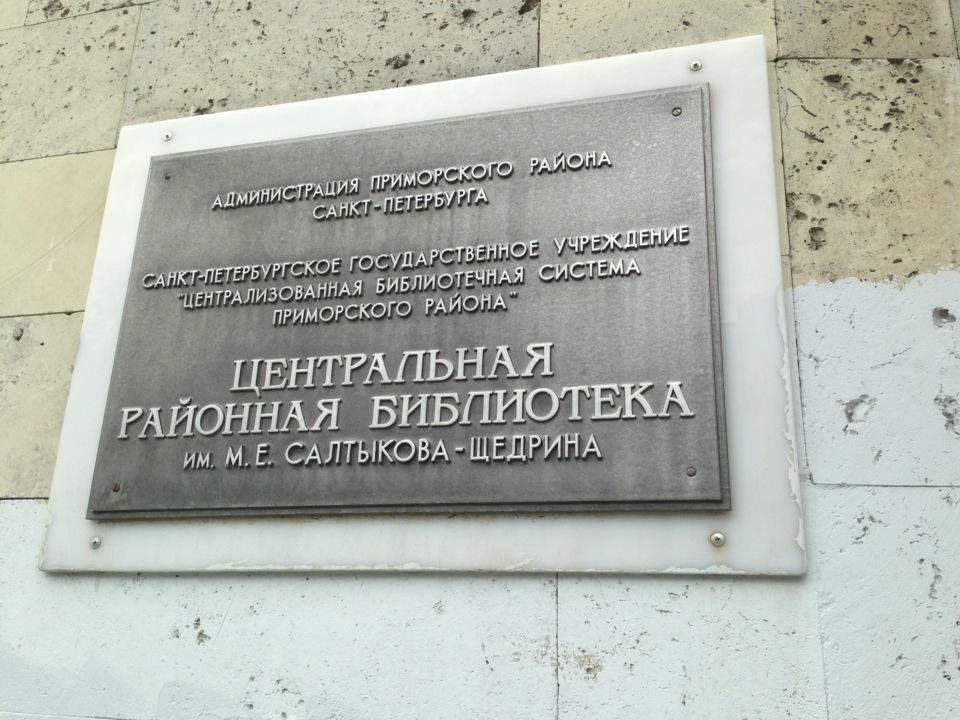 АДМИНИСТРАЦИЯ ПРИМОРСКОГО РАЙОНА
САНКТ-ПЕТЕРБУРГА
САНКТ-ПЕТЕРБУРГСКОЕ ГОСУДАРСТВЕННОЕ УЧРЕЖДЕНИЕ
"ЦЕНТРАЛИЗОВАННАЯ БИБЛИОТЕЧНАЯ СИСТЕМА
ПРИМОРСКОГО РАЙОНА"
ЦЕНТРАЛЬНАЯ
РАЙОННАЯ БИБЛИОТЕКА
ИМ. М. Е. САЛТЫКОВА-ЩЕДРИНА